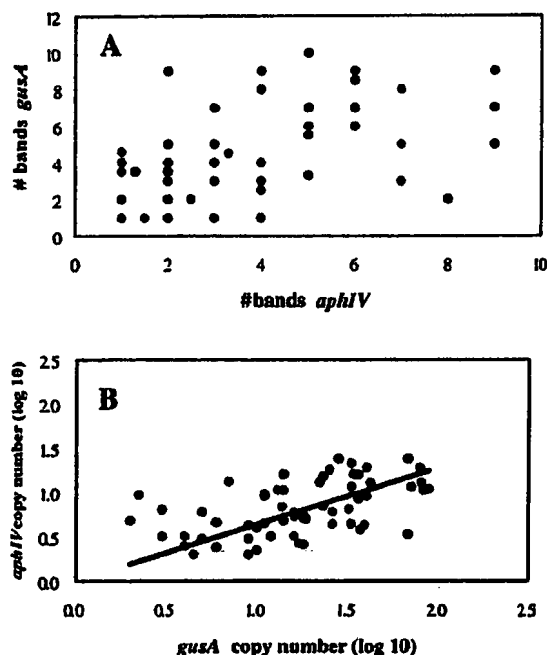 A
12
10
8
6
4
2
0
# bands gusA
0 2 4 6 8 10
#bands aphIV
B
2.5
2.0
1.5
1.0
0.5
0.0
aphIV copy number (log 10)
0.0 0.5 1.0 1.5 2.0 2.5
gusA copy number (log 10)